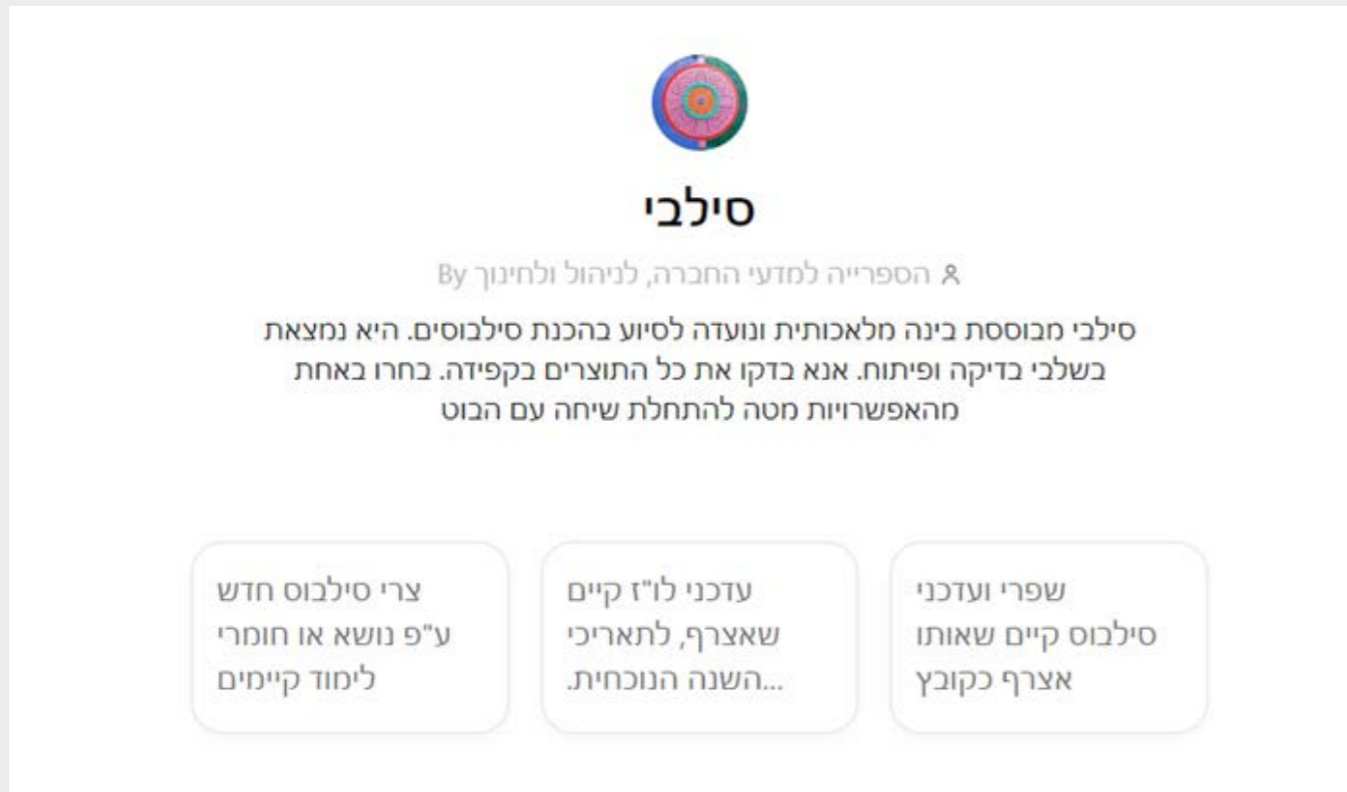 סילבי
הספרייה למדעי החברה, לניהול ולחינוך By
סילבי מבוססת בינה מלאכותית ונועדה לסיוע בהכנת סילבוסים. היא נמצאת
בשלבי בדיקה ופיתוח. אנא בדקו את כל התוצרים בקפידה. בחרו באחת
מהאפשרויות מטה להתחלת שיחה עם הבוט
שפרי ועדכני
סילבוס קיים שאותו
אצרף כקובץ
עדכני לו"ז קיים
שאצרף, לתאריכי
השנה הנוכחית....
צרי סילבוס חדש
ע"פ נושא או חומרי
לימוד קיימים